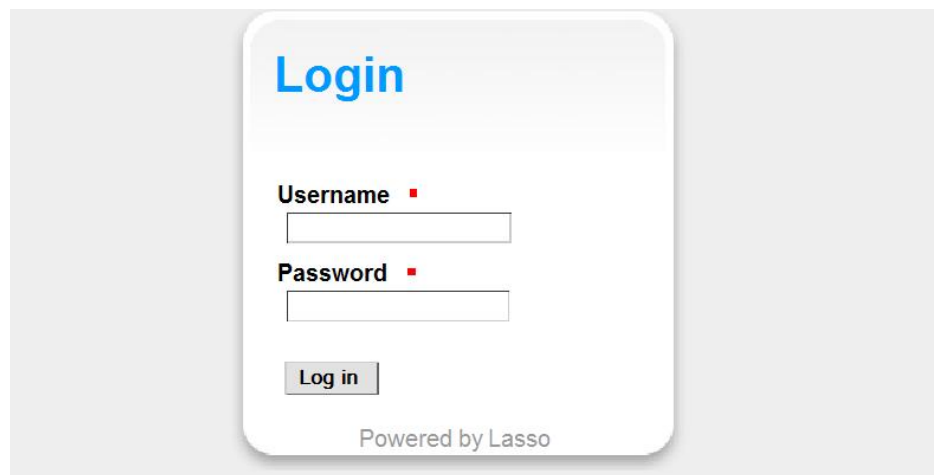 Login
Username
Password
Log in
Powered by Lasso